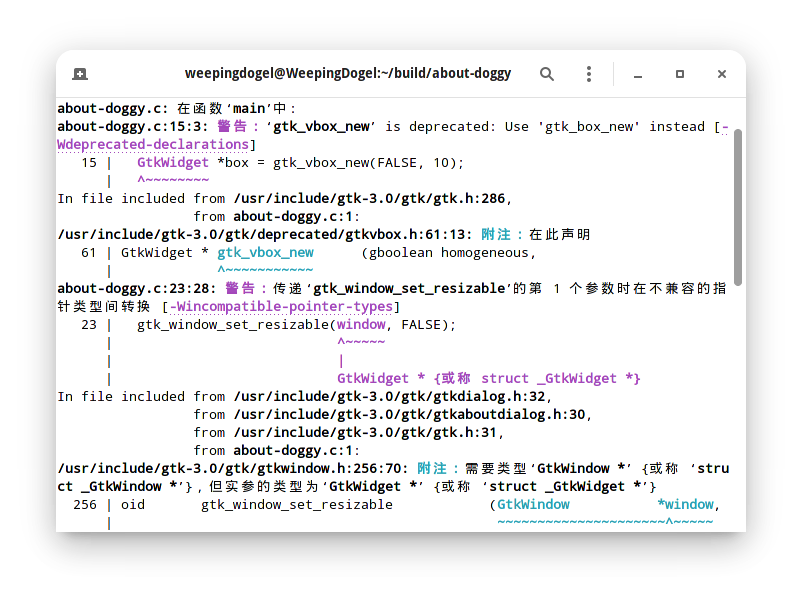 weepingdogel@WeepingDogel:~/build/about-doggy
about-doggy.c: 在函数‘main’中：
about-doggy.c:15:3: 警告：‘gtk_vbox_new’ is deprecated: Use 'gtk_box_new' instead [-
Wdeprecated-declarations]
   15 |   GtkWidget *box = gtk_vbox_new(FALSE, 10);
      |   ^~~~~~~~~
In file included from /usr/include/gtk-3.0/gtk/gtk.h:286,
                 from about-doggy.c:1:
/usr/include/gtk-3.0/gtk/deprecated/gtkvbox.h:61:13: 附注：在此声明
   61 | GtkWidget * gtk_vbox_new      (gboolean homogeneous,
      |             ^~~~~~~~~~~~
about-doggy.c:23:28: 警告：传递‘gtk_window_set_resizable’的第 1 个参数时在不兼容的指
针类型间转换 [-Wincompatible-pointer-types]
   23 |   gtk_window_set_resizable(window, FALSE);
      |                            ^~~~~~
      |                            |
      |                            GtkWidget * {或称 struct _GtkWidget *}
In file included from /usr/include/gtk-3.0/gtk/gtkdialog.h:32,
                 from /usr/include/gtk-3.0/gtk/gtkaboutdialog.h:30,
                 from /usr/include/gtk-3.0/gtk/gtk.h:31,
                 from about-doggy.c:1:
/usr/include/gtk-3.0/gtk/gtkwindow.h:256:70: 附注：需要类型‘GtkWindow *’ {或称 ‘stru
ct _GtkWindow *’}，但实参的类型为‘GtkWidget *’ {或称 ‘struct _GtkWidget *’}
  256 | oid       gtk_window_set_resizable            (GtkWindow           *window,
      |                                                ~~~~~~~~~~~~~~~~~~~~~^~~~~~